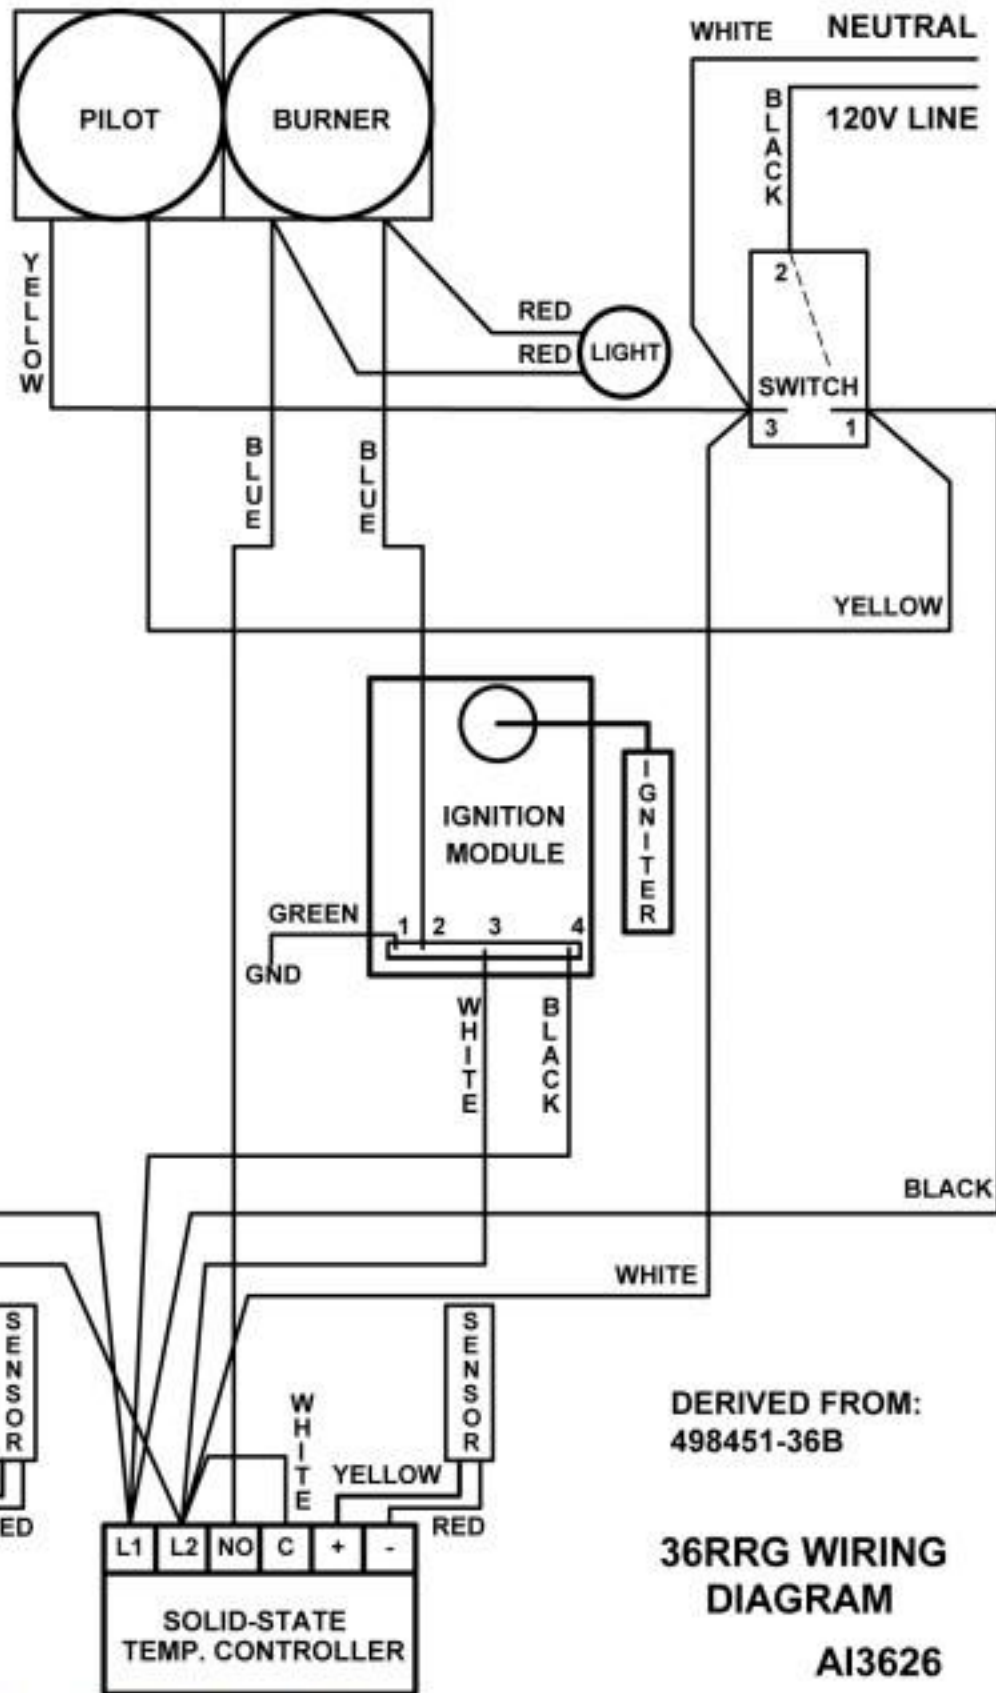 WHITE NEUTRAL
BLACK
120V LINE
PILOT
BURNER
YELLOW
2
RED
RED
LIGHT
SWITCH
3 1
BLUE
BLUE
YELLOW
IGNITION
MODULE
IGNITER
GREEN
1 2 3 4
GND
WHITE
BLACK
BLACK
WHITE
SENSOR
SENSOR
WHITE
YELLOW
ED
RED
L1 L2 NO C + -
SOLID-STATE
TEMP. CONTROLLER
DERIVED FROM:
498451-36B
36RRG WIRING
DIAGRAM
AI3626